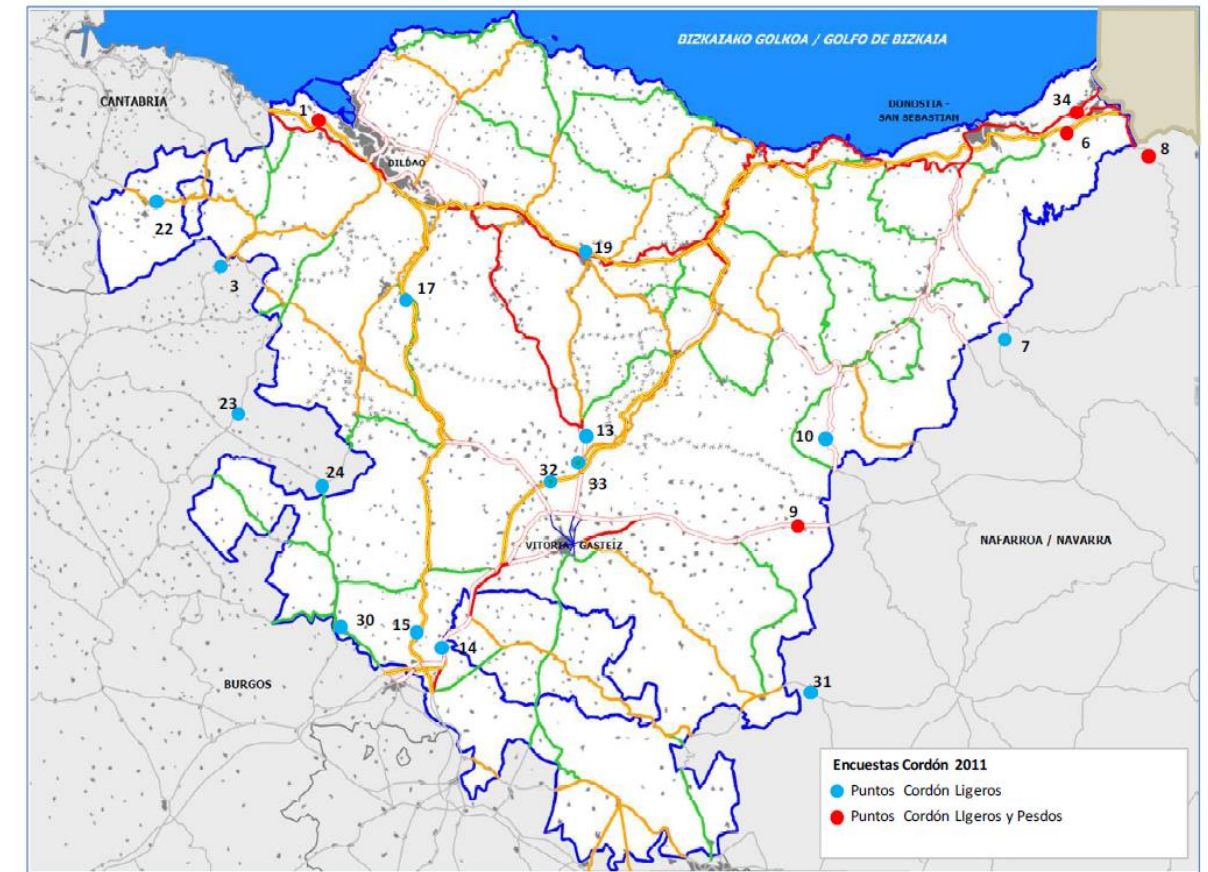 BIZKAIAKO GOLKOA / GOLFO DE BIZKAIA
CANTABRIA
DONOSTIA -
SAN SEBASTIAN
34
1
6
8
BILBAO
22
19
3
17
7
23
13
10
24
32
33
9
VITORIA - GASTEIZ
NAFARROA / NAVARRA
30
15
14
31
BURGOS
Encuestas Cordón 2011
Puntos Cordón Ligeros
Puntos Cordón LIgeros y Pesdos